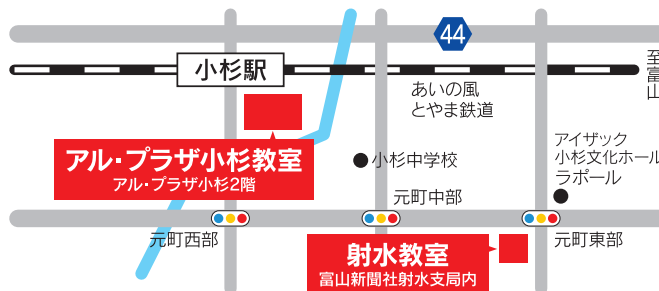 44
小杉駅
至富山
あいの風
とやま鉄道
アル・プラザ小杉教室
アル・プラザ小杉2階
小杉中学校
アイザック
小杉文化ホール
ラポール
元町中部
元町西部
元町東部
射水教室
富山新聞社射水支局内